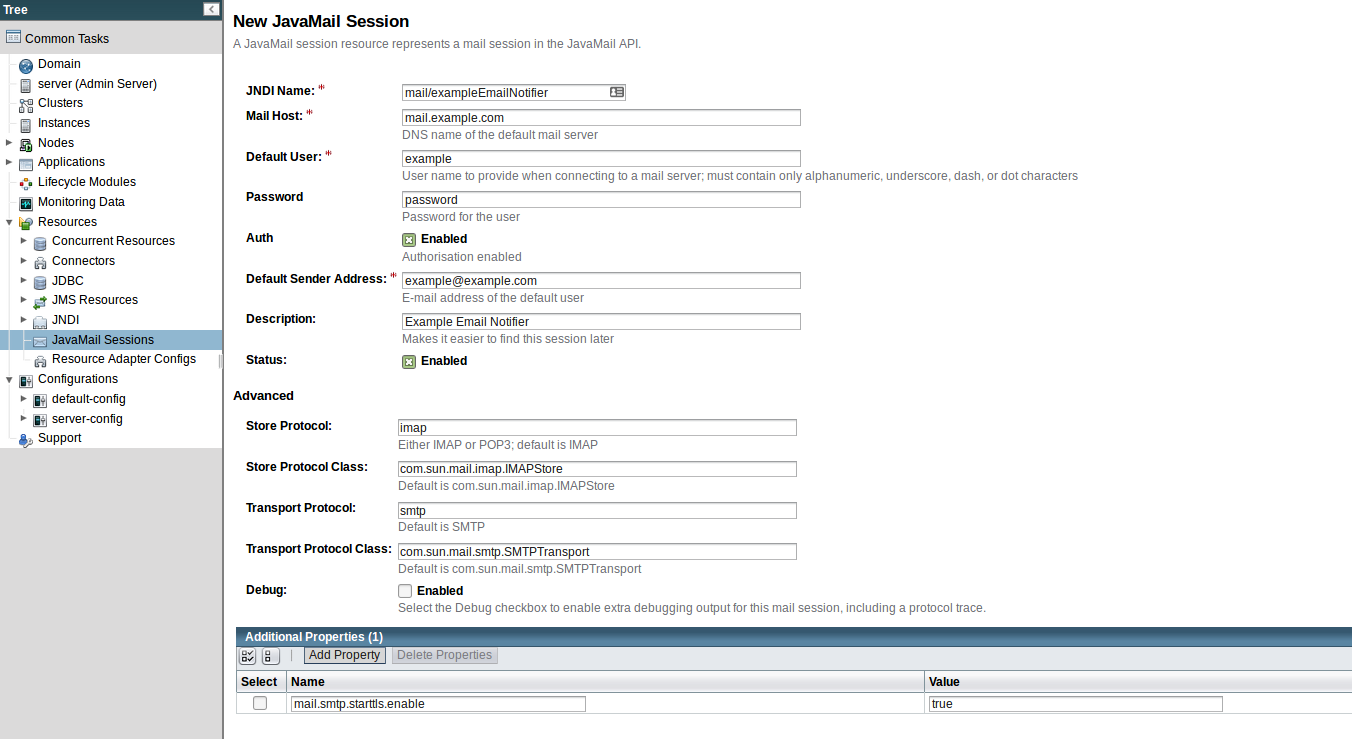 Tree
Common Tasks
Domain
server (Admin Server)
Clusters
Instances
Nodes
Applications
Lifecycle Modules
Monitoring Data
Resources
Concurrent Resources
Connectors
JDBC
JMS Resources
JNDI
JavaMail Sessions
Resource Adapter Configs
Configurations
default-config
server-config
Support
New JavaMail Session
A JavaMail session resource represents a mail session in the JavaMail API.
JNDI Name: * mail/exampleEmailNotifier
Mail Host: * mail.example.com
DNS name of the default mail server
Default User: * example
User name to provide when connecting to a mail server; must contain only alphanumeric, underscore, dash, or dot characters
Password password
Password for the user
Auth Enabled
Authorisation enabled
Default Sender Address: * example@example.com
E-mail address of the default user
Description: Example Email Notifier
Makes it easier to find this session later
Status: Enabled
Advanced
Store Protocol: imap
Either IMAP or POP3; default is IMAP
Store Protocol Class: com.sun.mail.imap.IMAPStore
Default is com.sun.mail.imap.IMAPStore
Transport Protocol: smtp
Default is SMTP
Transport Protocol Class: com.sun.mail.smtp.SMTPTransport
Default is com.sun.mail.smtp.SMTPTransport
Debug: Enabled
Select the Debug checkbox to enable extra debugging output for this mail session, including a protocol trace.
Additional Properties (1)
Add Property Delete Properties
Select Name Value
mail.smtp.starttls.enable true